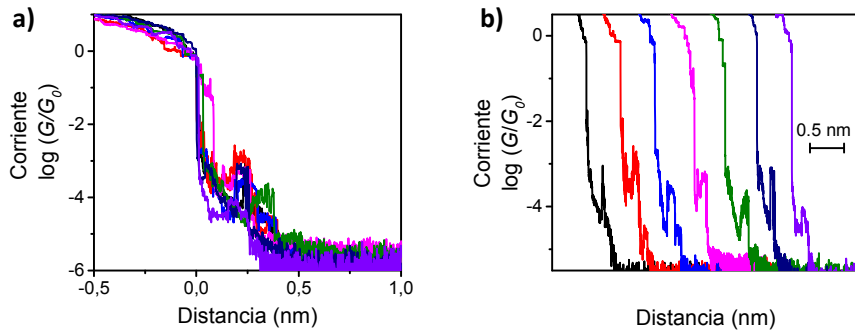 a)
Corriente
log (G/G0)
0
-2
-4
-6
-0,5
0,0
0,5
1,0
Distancia (nm)
b)
Corriente
log (G/G0)
0
-2
-4
0.5 nm
Distancia (nm)